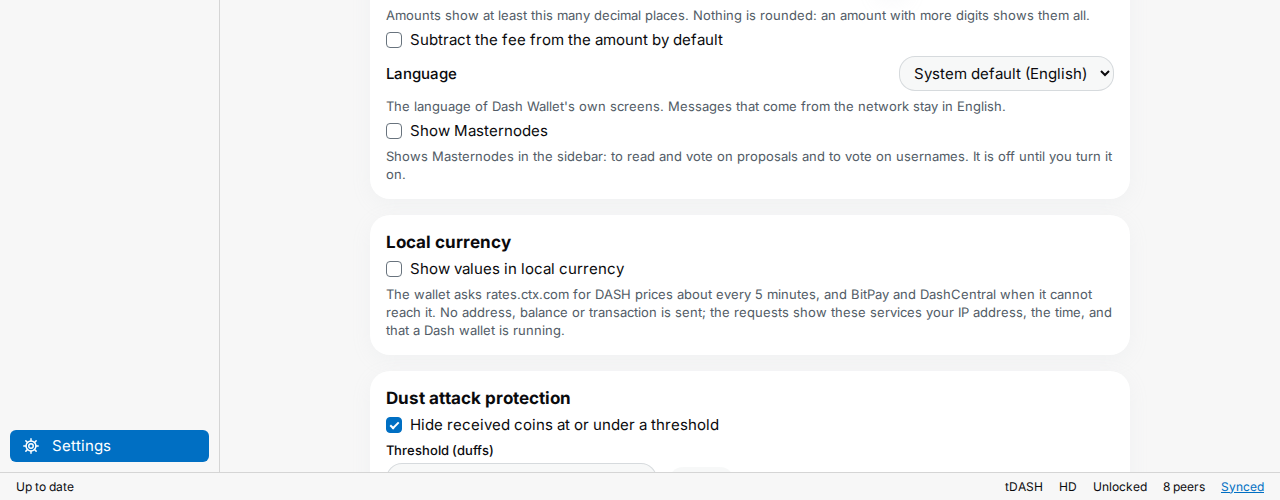 Amounts show at least this many decimal places. Nothing is rounded: an amount with more digits shows them all.
Subtract the fee from the amount by default
Language
System default (English)
The language of Dash Wallet's own screens. Messages that come from the network stay in English.
Show Masternodes
Shows Masternodes in the sidebar: to read and vote on proposals and to vote on usernames. It is off until you turn it
on.
Local currency
Show values in local currency
The wallet asks rates.ctx.com for DASH prices about every 5 minutes, and BitPay and DashCentral when it cannot
reach it. No address, balance or transaction is sent; the requests show these services your IP address, the time, and
that a Dash wallet is running.
Dust attack protection
Hide received coins at or under a threshold
Threshold (duffs)
Settings
Up to date
tDASH
HD
Unlocked
8 peers
Synced